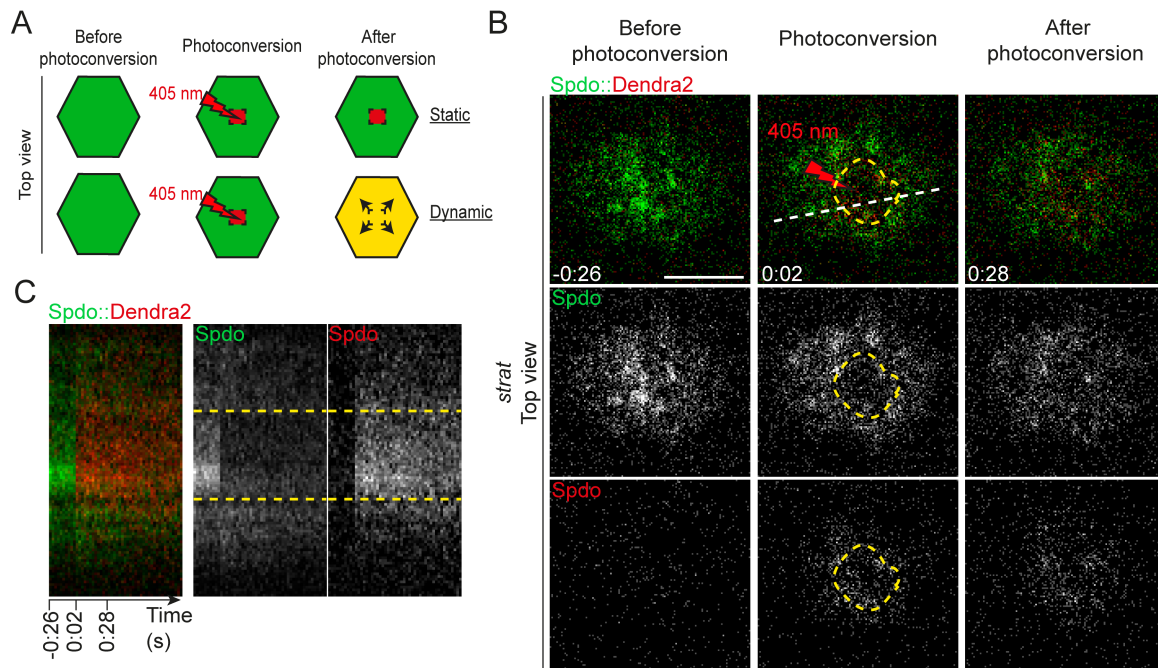 A
Before
photoconversion
Photoconversion
After
photoconversion
Top view
405 nm
Static
405 nm
Dynamic
B
Before
photoconversion
Photoconversion
After
photoconversion
Spdo::Dendra2
405 nm
-0:26
0:02
0:28
Spdo
strat
Top view
Spdo
C
Spdo::Dendra2
Spdo
Spdo
-0:26
0:02
0:28
Time
(s)